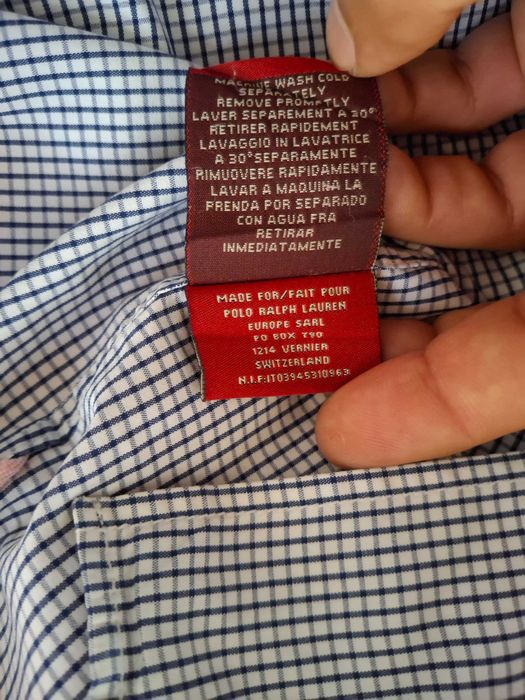 MACHINE WASH COLD
SEPARATELY
REMOVE PROMPTLY
LAVER SEPAREMENT A 30°
RETIRER RAPIDEMENT
LAVAGGIO IN LAVATRICE
A 30° SEPARAMENTE
RIMUOVERE RAPIDAMENTE
LAVAR A MAQUINA LA
PRENDA POR SEPARADO
CON AGUA FRA
RETIRAR
INMEDIATAMENTE
MADE FOR/FAIT POUR
POLO RALPH LAUREN
EUROPE SARL
PO BOX 790
1214 VERNIER
SWITZERLAND
N.I.F:IT03945310963